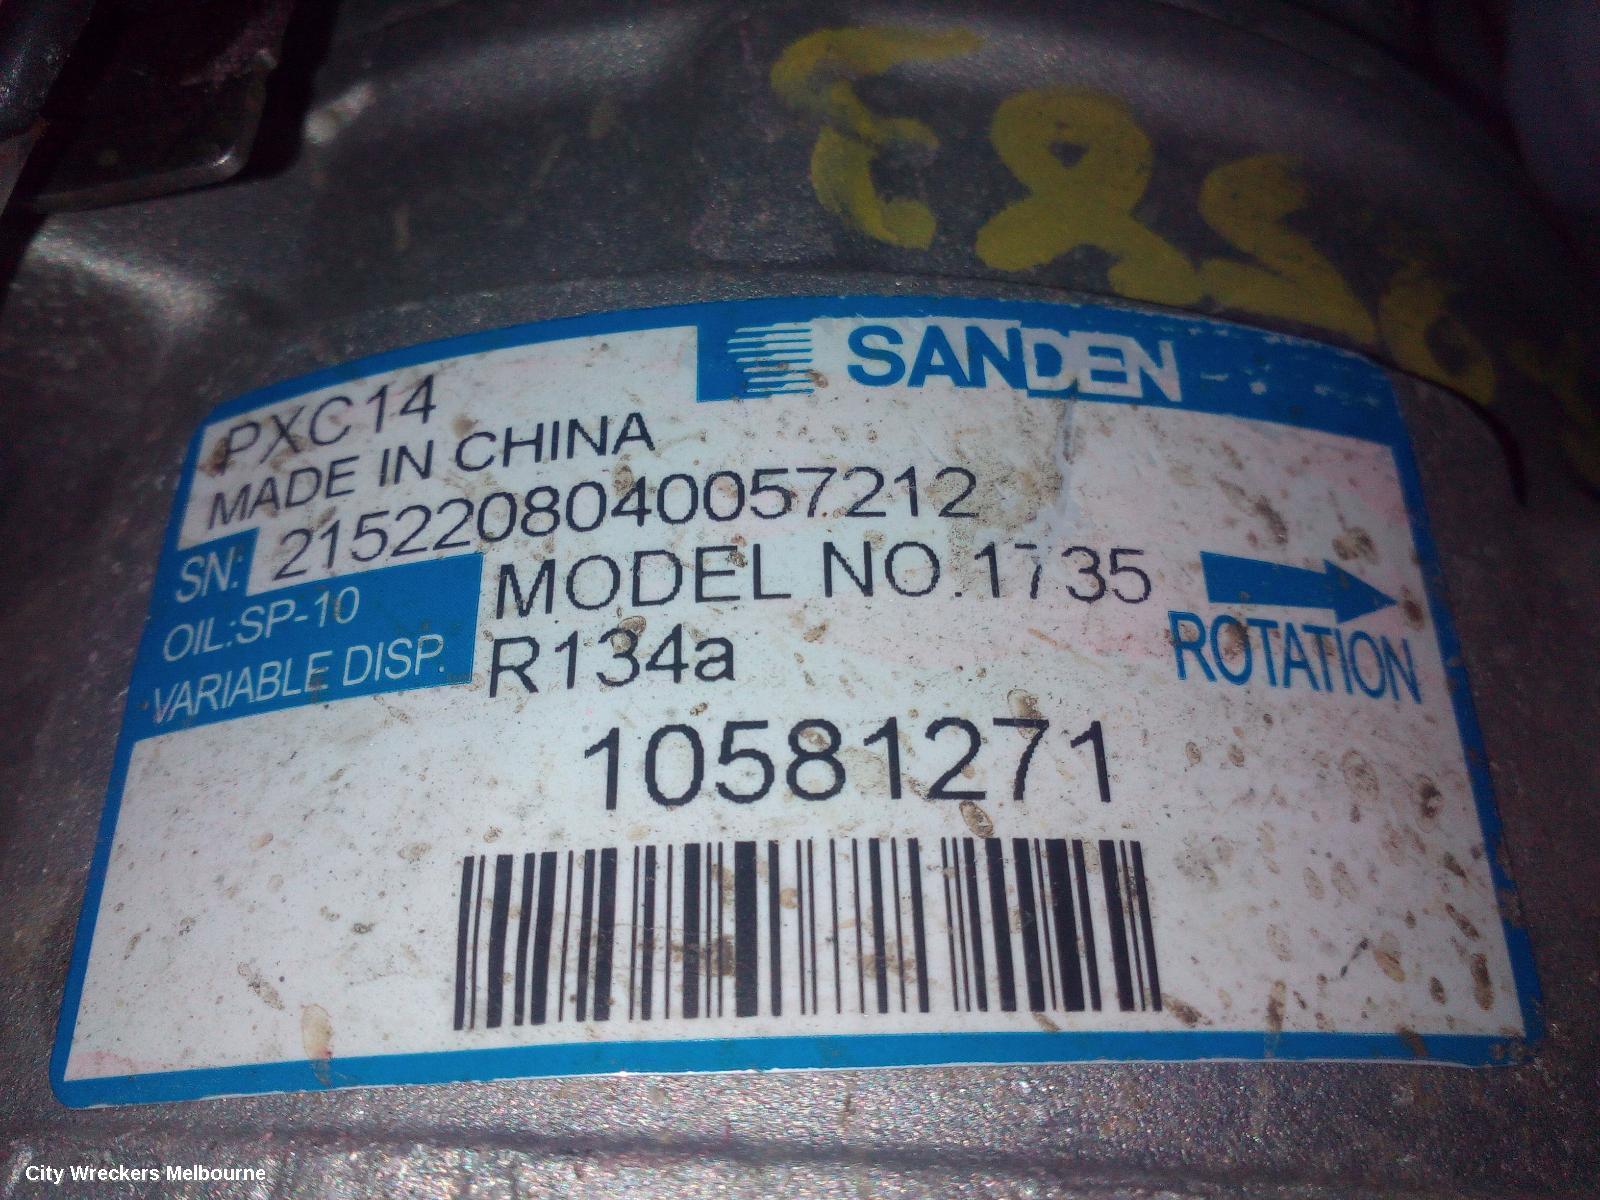 SANDEN
PXC14
MADE IN CHINA
SN: 2152208040057212
OIL:SP-10
MODEL NO.1735
VARIABLE DISP.
R134a
ROTATION
10581271
City Wreckers Melbourne